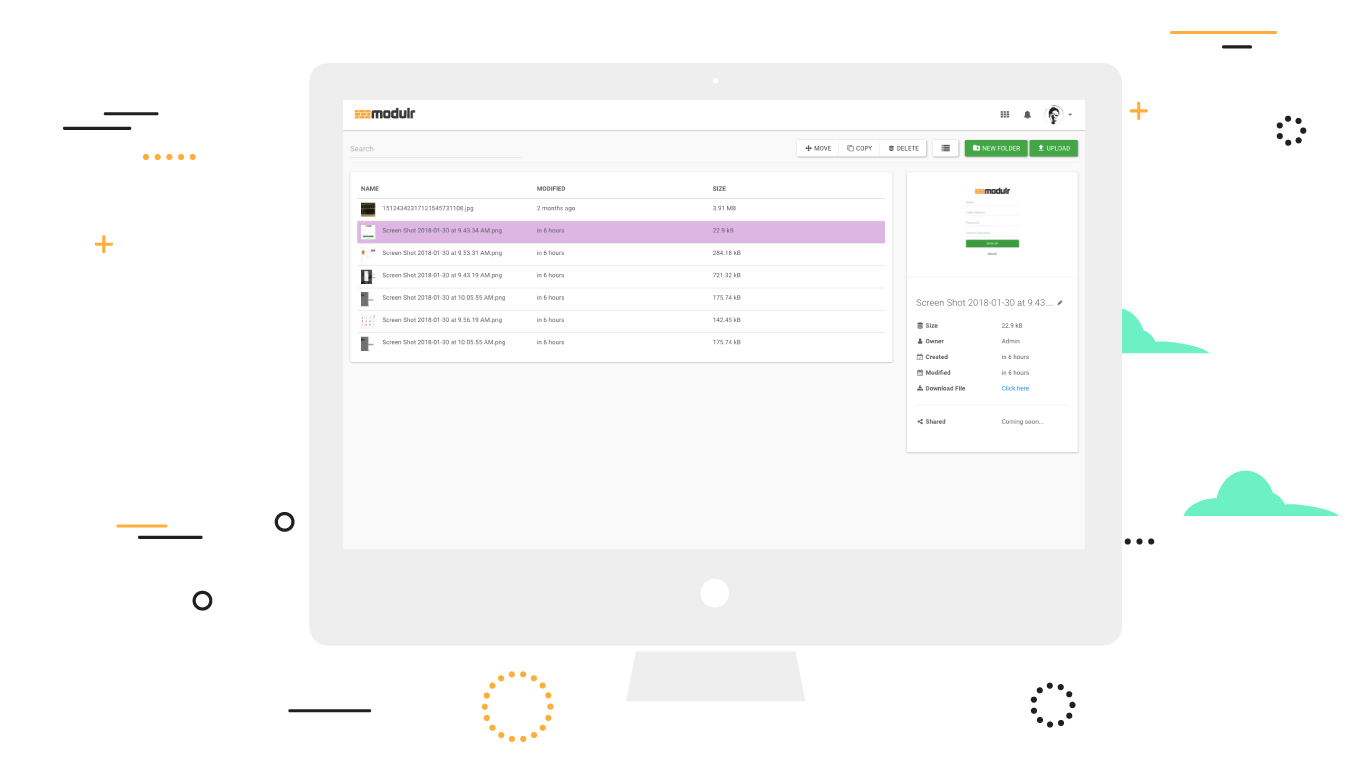 modulr
Search
MOVE COPY DELETE NEW FOLDER UPLOAD
NAME MODIFIED SIZE
15124342317121545731108.jpg 2 months ago 3.91 MB
Screen Shot 2018-01-30 at 9.43.34 AM.png in 6 hours 22.9 kB
Screen Shot 2018-01-30 at 9.53.31 AM.png in 6 hours 284.18 kB
Screen Shot 2018-01-30 at 9.43.19 AM.png in 6 hours 721.32 kB
Screen Shot 2018-01-30 at 10.05.55 AM.png in 6 hours 175.74 kB
Screen Shot 2018-01-30 at 9.56.19 AM.png in 6 hours 142.45 kB
Screen Shot 2018-01-30 at 10.05.55 AM.png in 6 hours 175.74 kB
modulr
SIGN UP
Screen Shot 2018-01-30 at 9.43....
Size 22.9 kB
Owner Admin
Created in 6 hours
Modified in 6 hours
Download File Click here
Shared Coming soon...